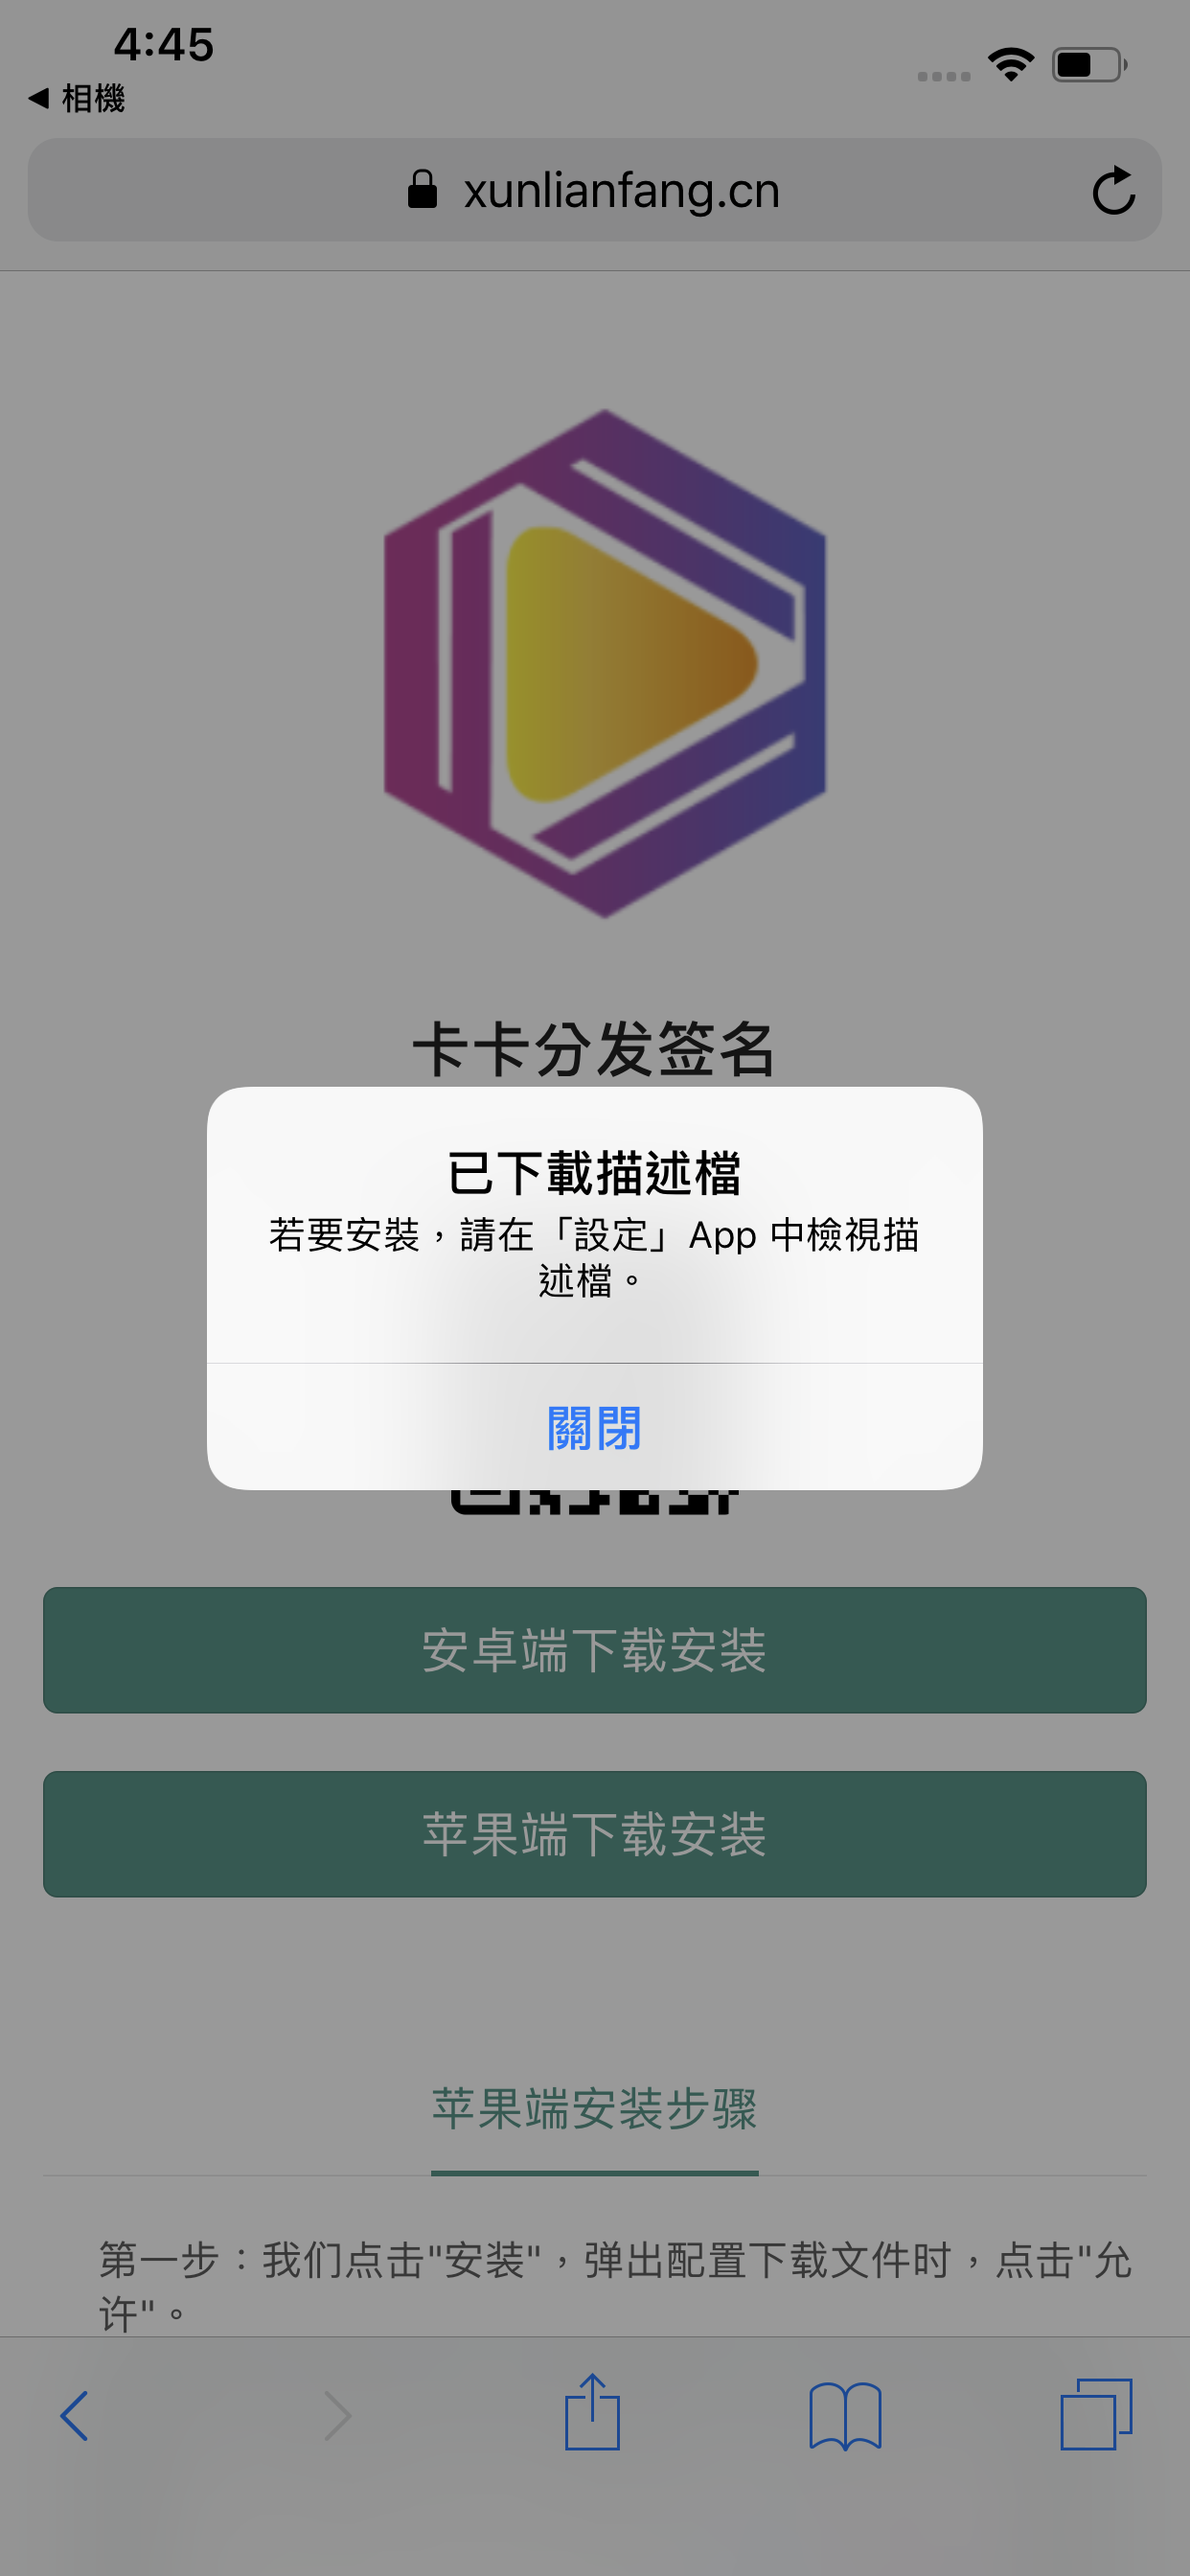 4:45
相機
xunlianfang.cn
卡卡分发签名
已下載描述檔
若要安裝，請在「設定」App 中檢視描
述檔。
關閉
安卓端下载安装
苹果端下载安装
苹果端安装步骤
第一步：我们点击"安装"，弹出配置下载文件时，点击"允
许"。